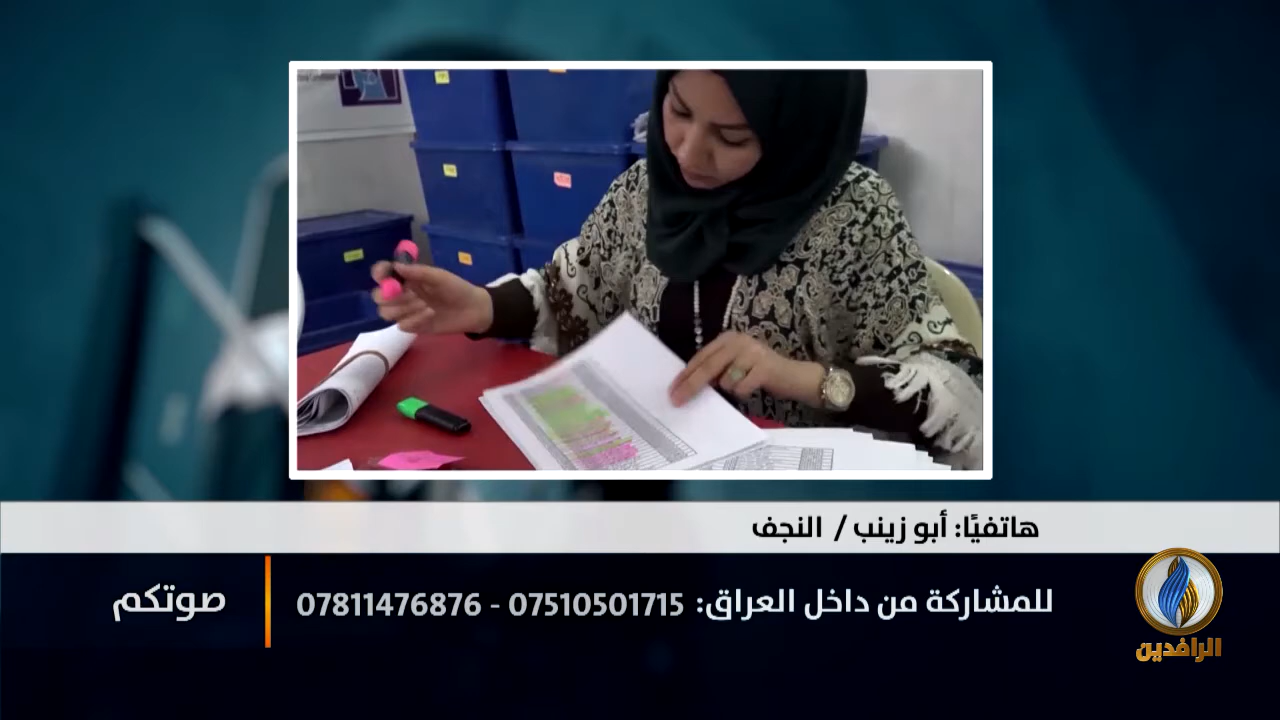 هاتفيًا: أبو زينب / النجف
للمشاركة من داخل العراق: 07510501715 - 07811476876
صوتكم
الرافدين